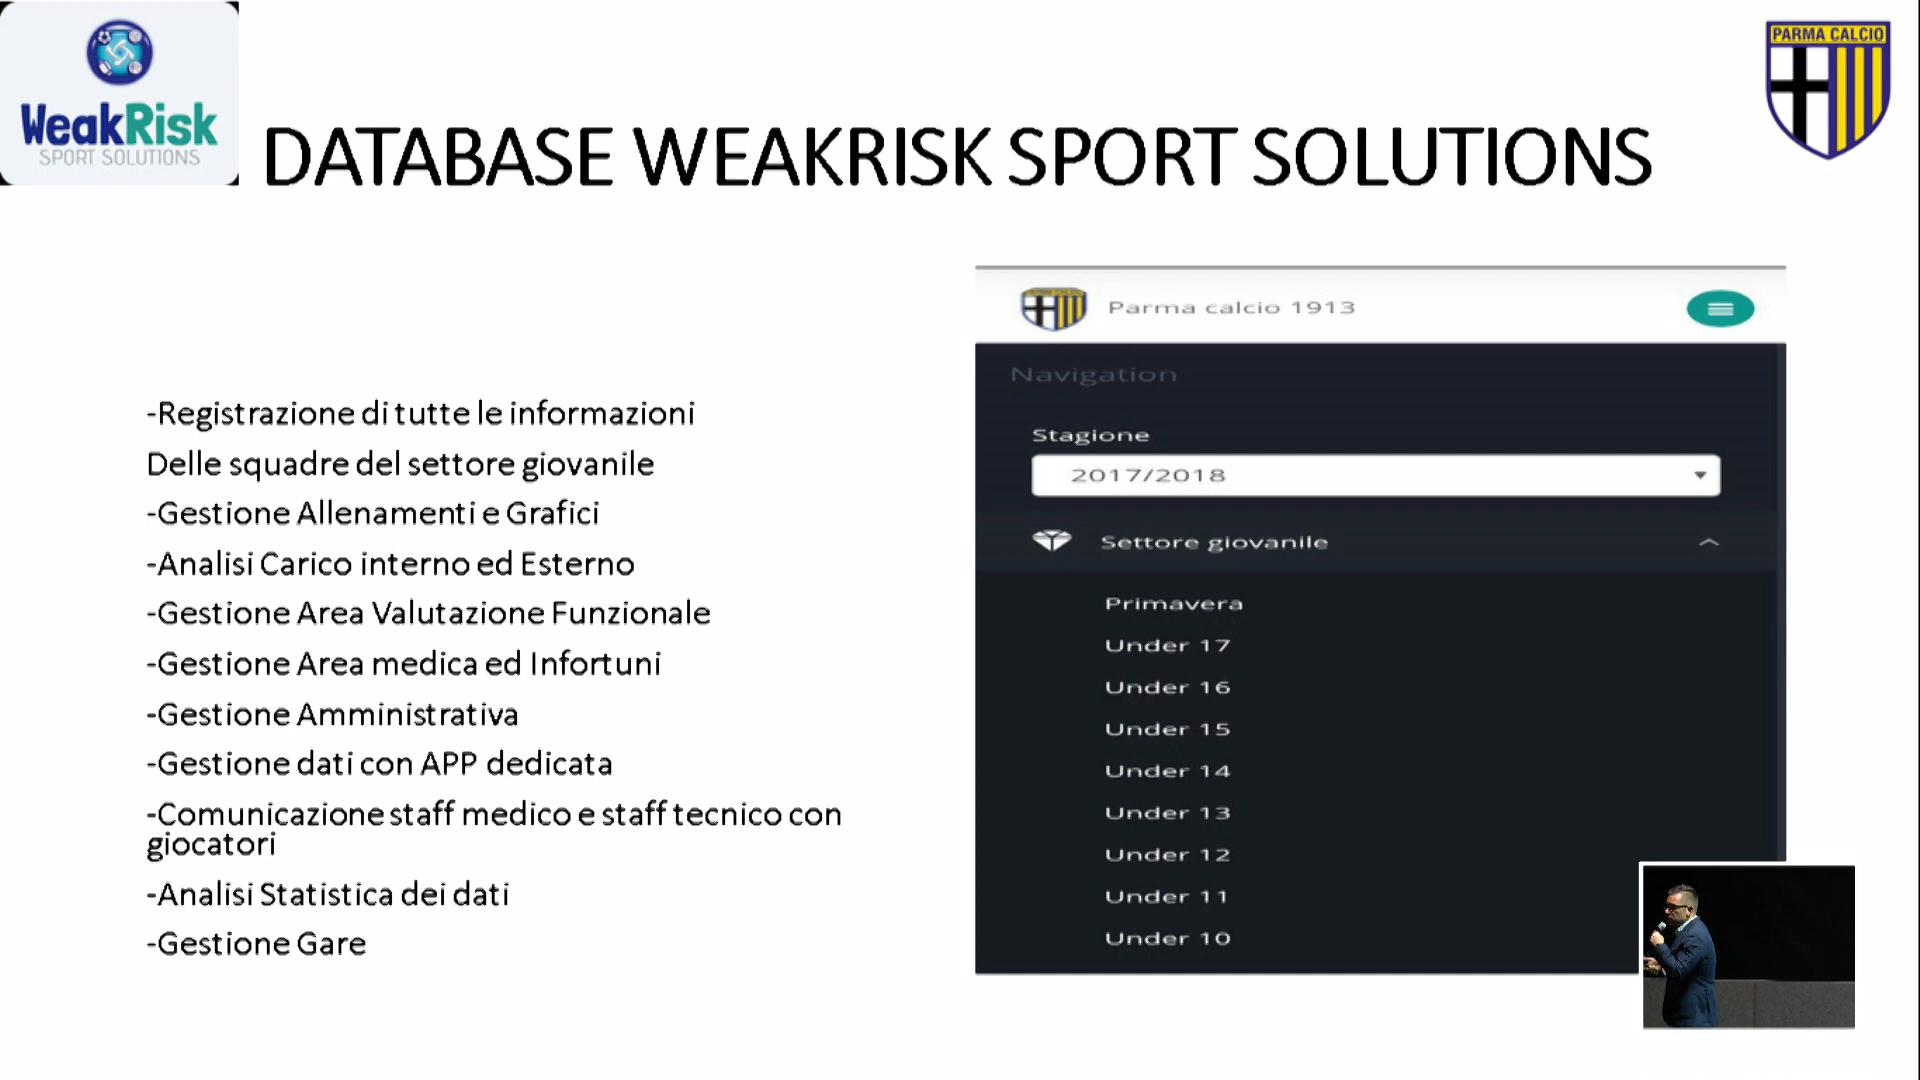 WeakRisk
SPORT SOLUTIONS
PARMA CALCIO
DATABASE WEAKRISK SPORT SOLUTIONS
-Registrazione di tutte le informazioni
Delle squadre del settore giovanile
-Gestione Allenamenti e Grafici
-Analisi Carico interno ed Esterno
-Gestione Area Valutazione Funzionale
-Gestione Area medica ed Infortuni
-Gestione Amministrativa
-Gestione dati con APP dedicata
-Comunicazione staff medico e staff tecnico con
giocatori
-Analisi Statistica dei dati
-Gestione Gare
Parma calcio 1913
Navigation
Stagione
2017/2018
Settore giovanile
Primavera
Under 17
Under 16
Under 15
Under 14
Under 13
Under 12
Under 11
Under 10